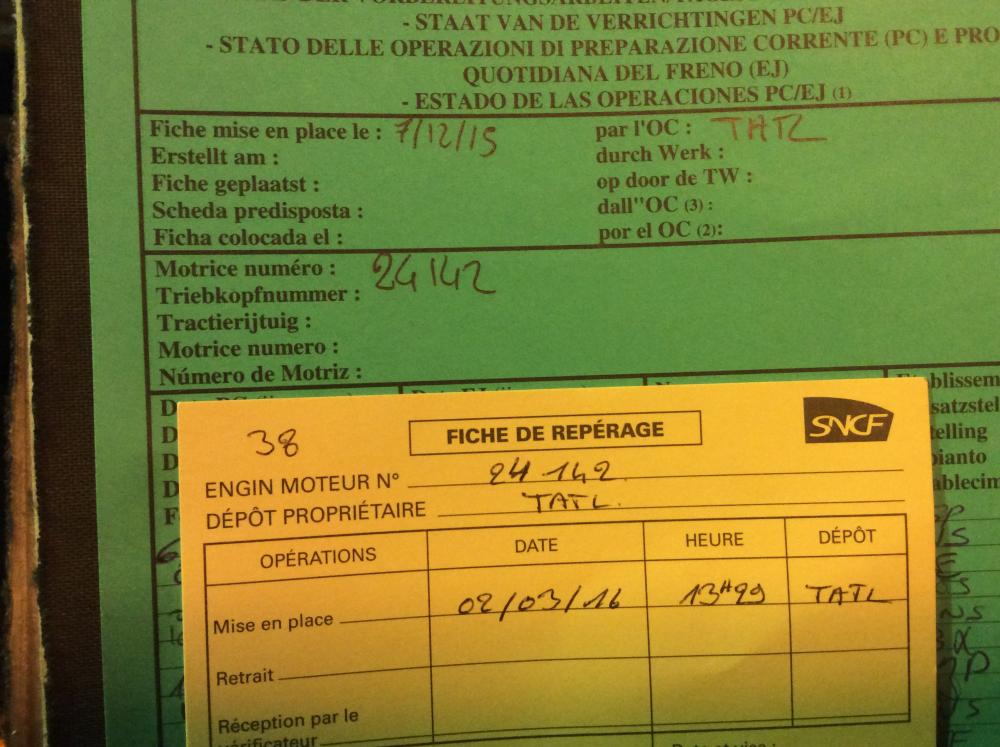 - STAAT VAN DE VERRICHTINGEN PC/EJ
- STATO DELLE OPERAZIONI DI PREPARAZIONE CORRENTE (PC) E PRO
QUOTIDIANA DEL FRENO (EJ)
- ESTADO DE LAS OPERACIONES PC/EJ (1)
Fiche mise en place le : 7/12/15 par l'OC : TATL
Erstellt am : durch Werk :
Fiche geplaatst : op door de TW :
Scheda predisposta : dall"OC (3) :
Ficha colocada el : por el OC (2):
Motrice numéro : 24142
Triebkopfnummer :
Tractierijtuig :
Motrice numero :
Número de Motriz :
38 FICHE DE REPÉRAGE SNCF
ENGIN MOTEUR N° 24 142
DÉPÔT PROPRIÉTAIRE TATL.
OPÉRATIONS DATE HEURE DÉPÔT
Mise en place 02/03/16 13H29 TATL
Retrait
Réception par le
vérificateur